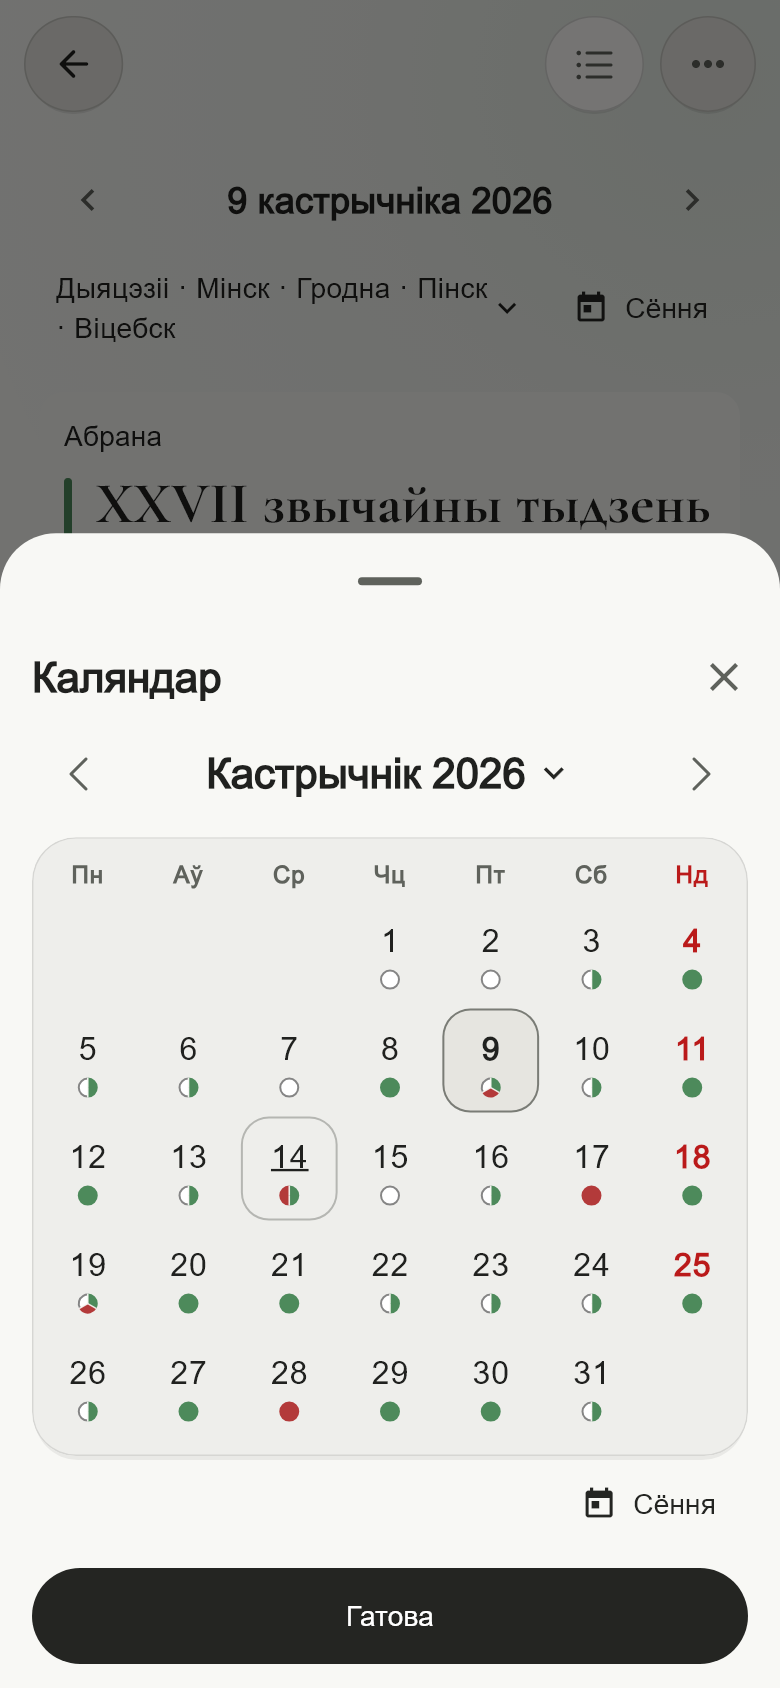 9 кастрычніка 2026
Дыяцэзіі · Мінск · Гродна · Пінск
· Віцебск
Сёння
Абрана
XXVII звычайны тыдзень
Каляндар
Кастрычнік 2026
Пн Аў Ср Чц Пт Сб Нд
1 2 3 4
5 6 7 8 9 10 11
12 13 14 15 16 17 18
19 20 21 22 23 24 25
26 27 28 29 30 31
Сёння
Гатова